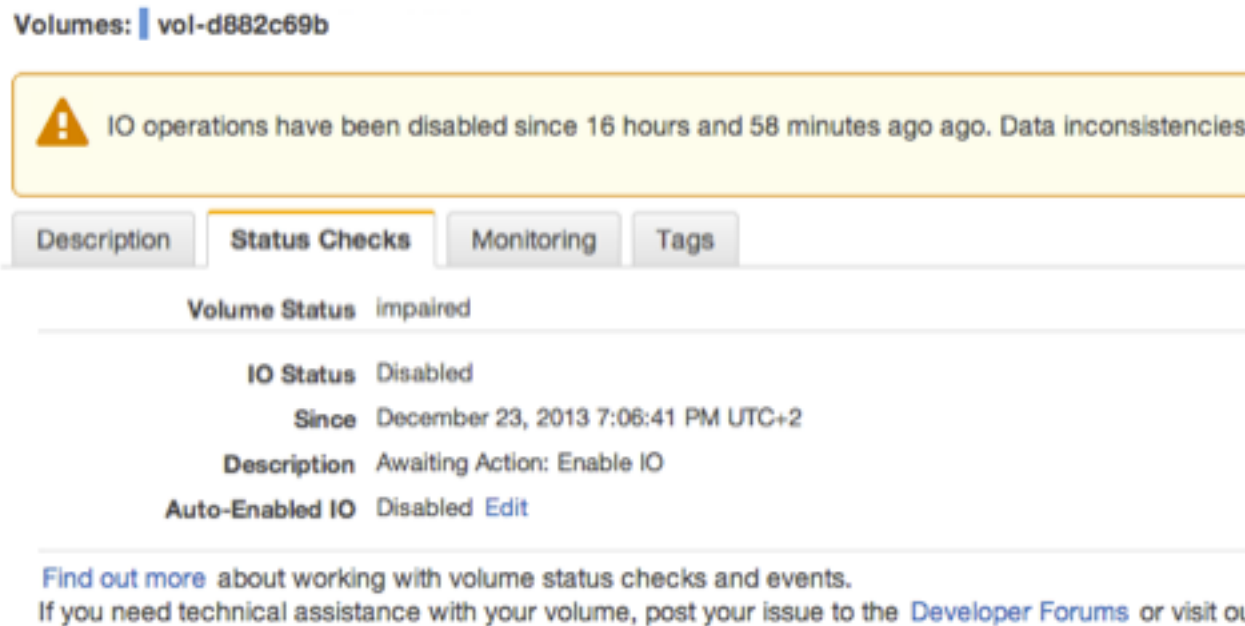 Volumes: vol-d882c69b
IO operations have been disabled since 16 hours and 58 minutes ago ago. Data inconsistencies
Description Status Checks Monitoring Tags
Volume Status impaired
IO Status Disabled
Since December 23, 2013 7:06:41 PM UTC+2
Description Awaiting Action: Enable IO
Auto-Enabled IO Disabled Edit
Find out more about working with volume status checks and events.
If you need technical assistance with your volume, post your issue to the Developer Forums or visit ou